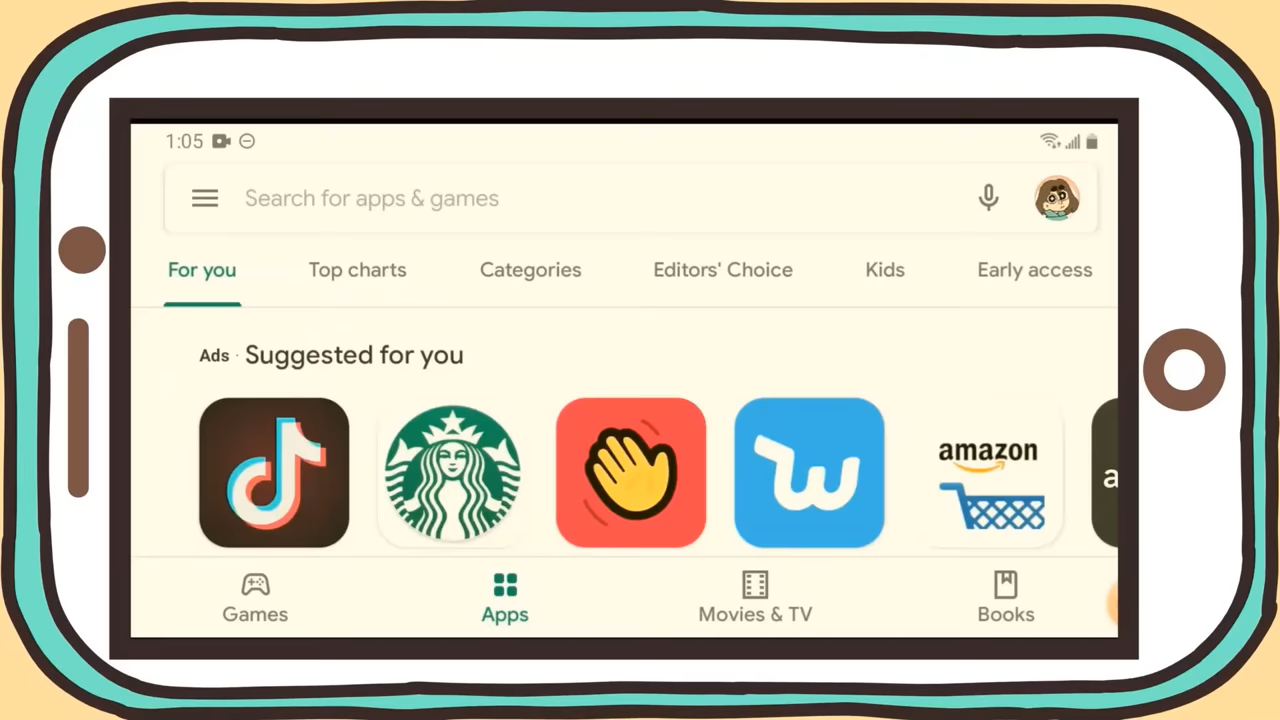 1:05
Search for apps & games
For you Top charts Categories Editors' Choice Kids Early access
Ads · Suggested for you
w
amazon
a
Games Apps Movies & TV Books